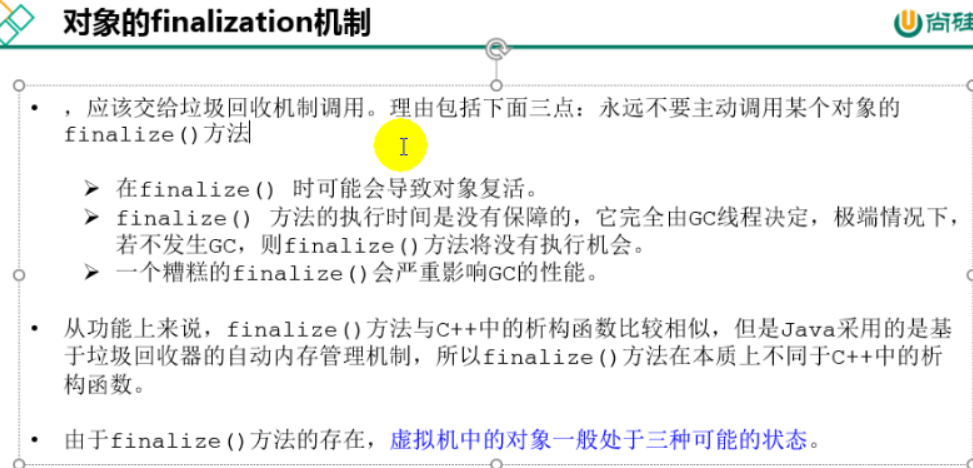 对象的finalization机制
尚硅
• ，应该交给垃圾回收机制调用。理由包括下面三点：永远不要主动调用某个对象的
finalize()方法
➢ 在finalize() 时可能会导致对象复活。
➢ finalize() 方法的执行时间是没有保障的，它完全由GC线程决定，极端情况下，
若不发生GC，则finalize()方法将没有执行机会。
➢ 一个糟糕的finalize()会严重影响GC的性能。
• 从功能上来说，finalize()方法与C++中的析构函数比较相似，但是Java采用的是基
于垃圾回收器的自动内存管理机制，所以finalize()方法在本质上不同于C++中的析
构函数。
• 由于finalize()方法的存在，虚拟机中的对象一般处于三种可能的状态。